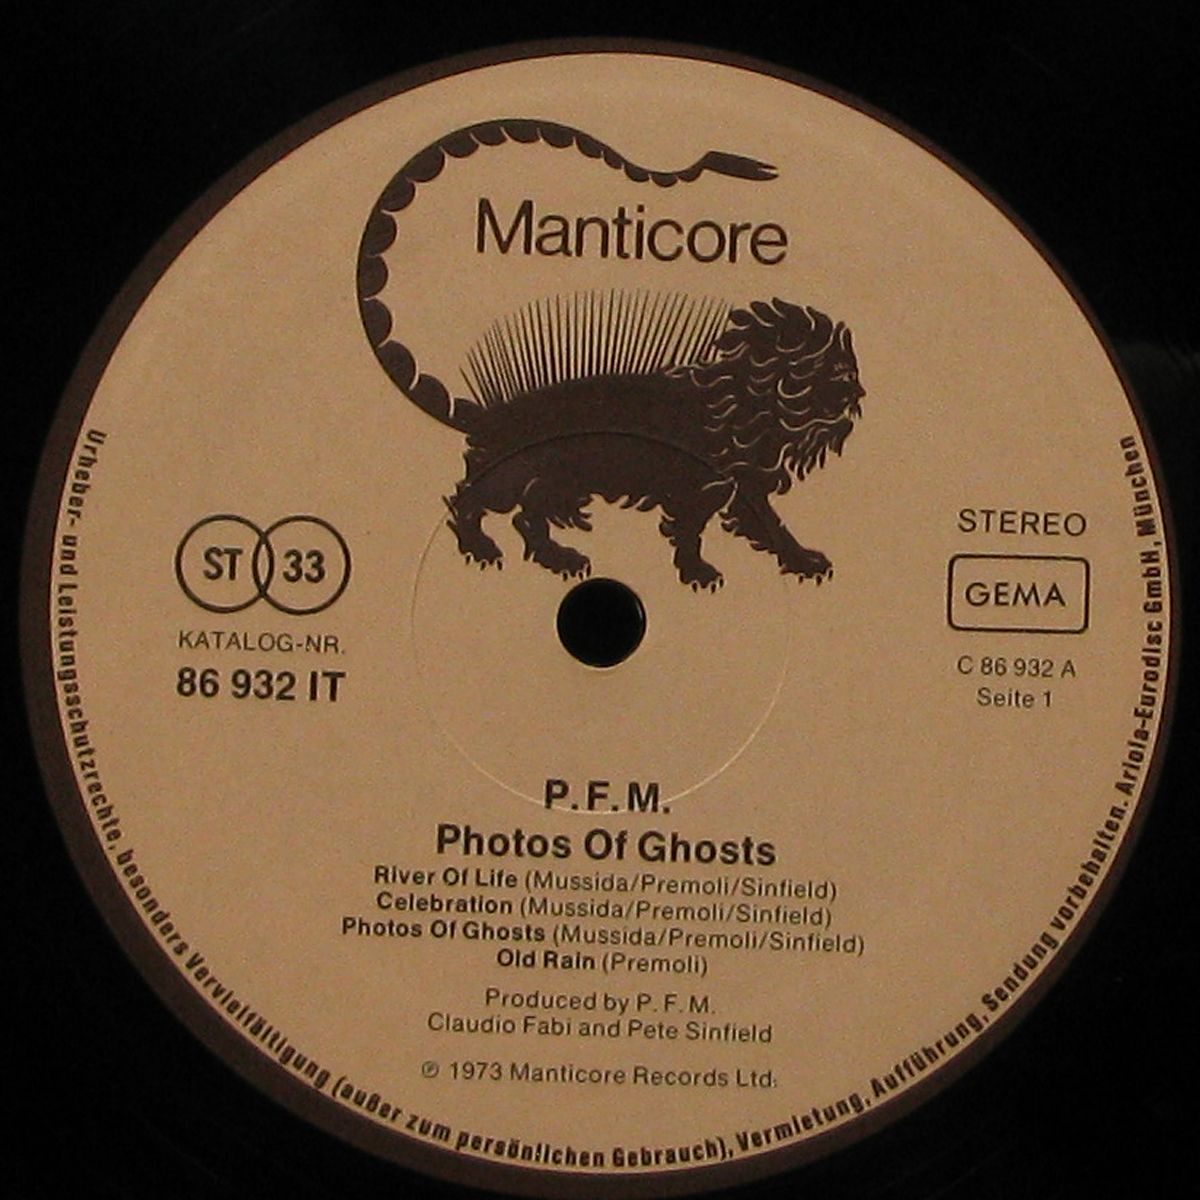 Manticore
ST 33
KATALOG-NR.
86 932 IT
STEREO
GEMA
C 86 932 A
Seite 1
P.F.M.
Photos Of Ghosts
River Of Life (Mussida/Premoli/Sinfield)
Celebration (Mussida/Premoli/Sinfield)
Photos Of Ghosts (Mussida/Premoli/Sinfield)
Old Rain (Premoli)
Produced by P.F.M.
Claudio Fabi and Pete Sinfield
℗ 1973 Manticore Records Ltd.
Urheber- und Leistungsschutzrechte, besonders Vervielfältigung (außer zum persönlichen Gebrauch), Vermietung, Aufführung, Sendung vorbehalten. Ariola-Eurodisc GmbH, München